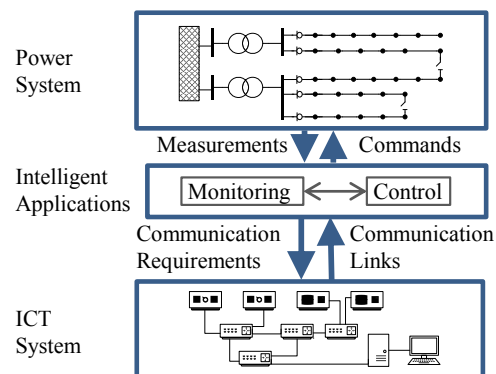 Power
System
Measurements
Commands
Intelligent
Applications
Monitoring
Control
Communication
Requirements
Communication
Links
ICT
System